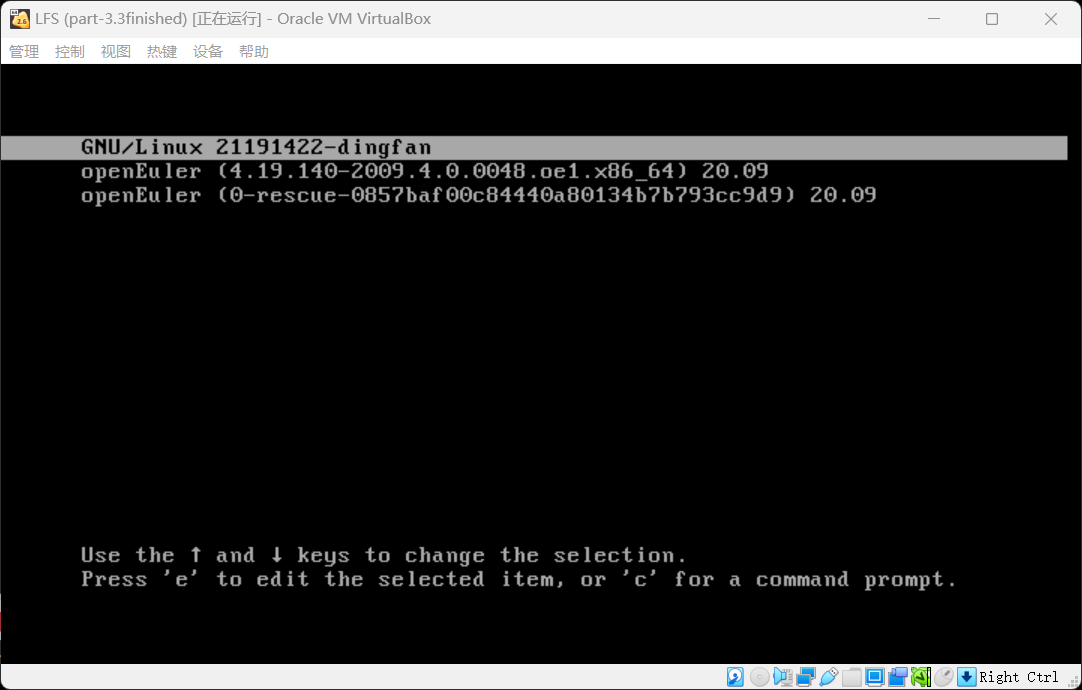 LFS (part-3.3finished) [正在运行] - Oracle VM VirtualBox
管理 控制 视图 热键 设备 帮助
GNU/Linux 21191422-dingfan
openEuler (4.19.140-2009.4.0.0048.oe1.x86_64) 20.09
openEuler (0-rescue-0857baf00c84440a80134b7b793cc9d9) 20.09
Use the ↑ and ↓ keys to change the selection.
Press 'e' to edit the selected item, or 'c' for a command prompt.
Right Ctrl